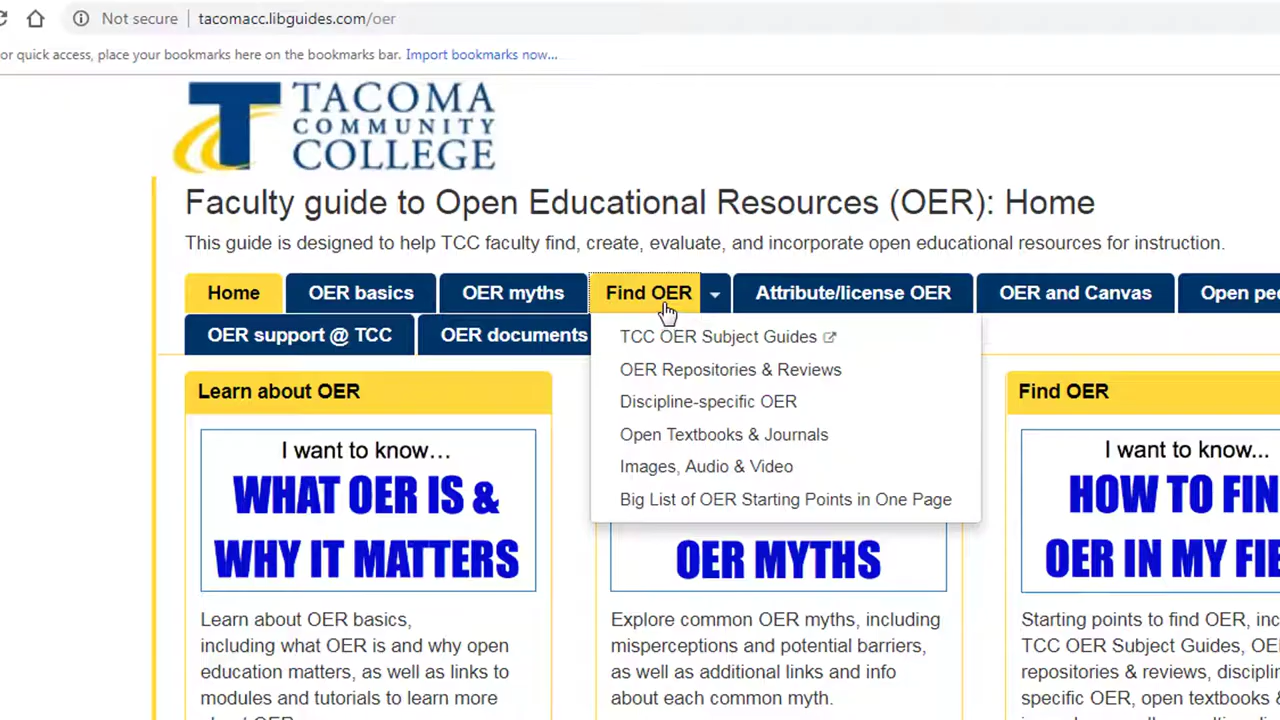 Not secure tacomacc.libguides.com/oer
or quick access, place your bookmarks here on the bookmarks bar. Import bookmarks now...
TACOMA
COMMUNITY
COLLEGE
Faculty guide to Open Educational Resources (OER): Home
This guide is designed to help TCC faculty find, create, evaluate, and incorporate open educational resources for instruction.
Home OER basics OER myths Find OER Attribute/license OER OER and Canvas Open pe
OER support @ TCC OER documents
TCC OER Subject Guides
OER Repositories & Reviews
Discipline-specific OER
Open Textbooks & Journals
Images, Audio & Video
Big List of OER Starting Points in One Page
Learn about OER
I want to know...
WHAT OER IS &
WHY IT MATTERS
Learn about OER basics,
including what OER is and why open
education matters, as well as links to
modules and tutorials to learn more
OER MYTHS
Explore common OER myths, including
misperceptions and potential barriers,
as well as additional links and info
about each common myth.
Find OER
I want to know...
HOW TO FIN
OER IN MY FIE
Starting points to find OER, inc
TCC OER Subject Guides, OE
repositories & reviews, disciplin
specific OER, open textbooks &